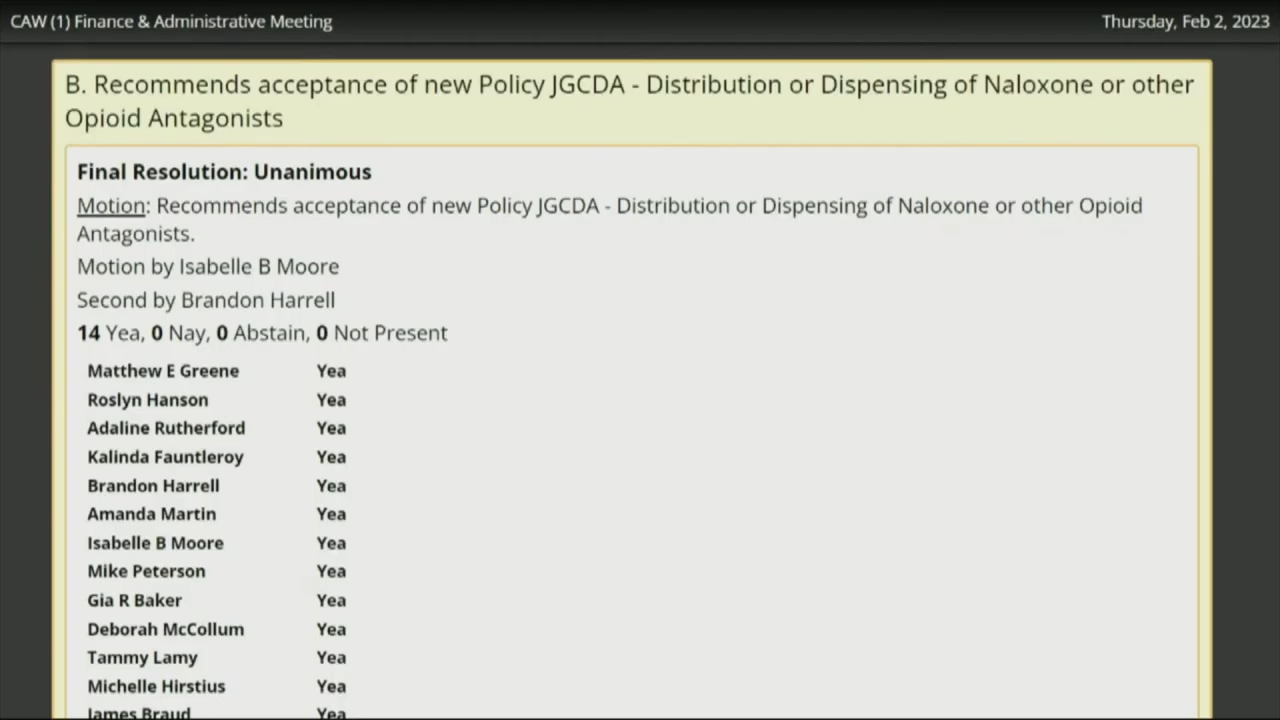 CAW (1) Finance & Administrative Meeting
Thursday, Feb 2, 2023
B. Recommends acceptance of new Policy JGCDA - Distribution or Dispensing of Naloxone or other
Opioid Antagonists
Final Resolution: Unanimous
Motion: Recommends acceptance of new Policy JGCDA - Distribution or Dispensing of Naloxone or other Opioid
Antagonists.
Motion by Isabelle B Moore
Second by Brandon Harrell
14 Yea, 0 Nay, 0 Abstain, 0 Not Present
Matthew E Greene Yea
Roslyn Hanson Yea
Adaline Rutherford Yea
Kalinda Fauntleroy Yea
Brandon Harrell Yea
Amanda Martin Yea
Isabelle B Moore Yea
Mike Peterson Yea
Gia R Baker Yea
Deborah McCollum Yea
Tammy Lamy Yea
Michelle Hirstius Yea
James Braud Yea